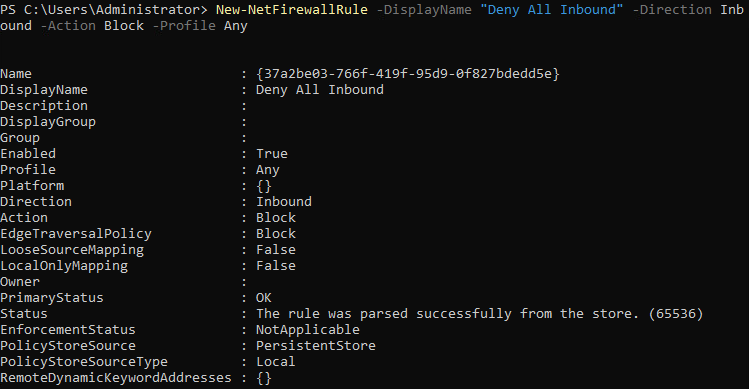 PS C:\Users\Administrator> New-NetFirewallRule -DisplayName "Deny All Inbound" -Direction Inb
ound -Action Block -Profile Any
Name : {37a2be03-766f-419f-95d9-0f827bdedd5e}
DisplayName : Deny All Inbound
Description :
DisplayGroup :
Group :
Enabled : True
Profile : Any
Platform : {}
Direction : Inbound
Action : Block
EdgeTraversalPolicy : Block
LooseSourceMapping : False
LocalOnlyMapping : False
Owner :
PrimaryStatus : OK
Status : The rule was parsed successfully from the store. (65536)
EnforcementStatus : NotApplicable
PolicyStoreSource : PersistentStore
PolicyStoreSourceType : Local
RemoteDynamicKeywordAddresses : {}